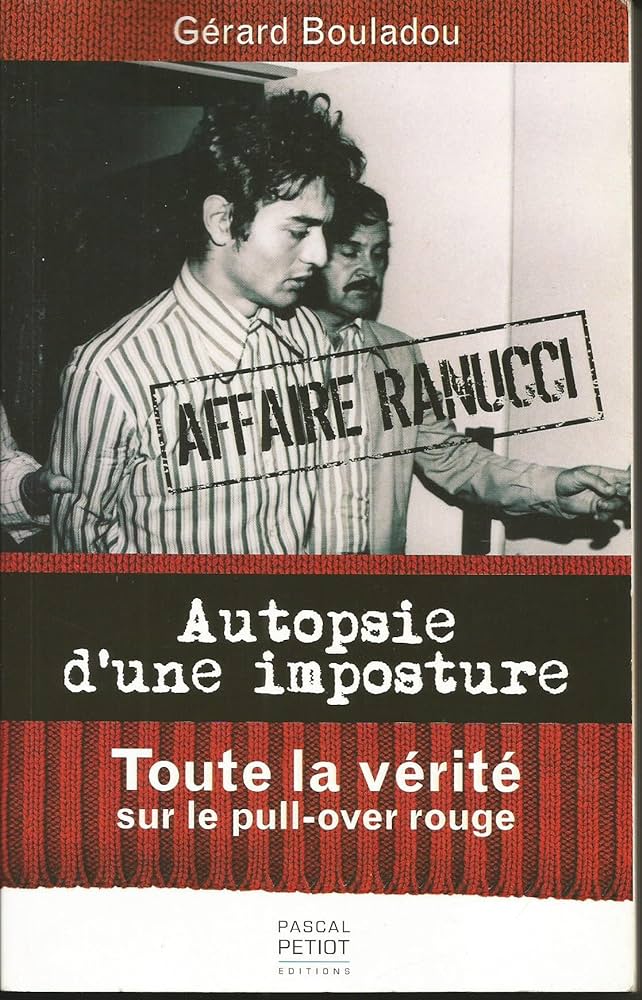 Gérard Bouladou
AFFAIRE RANUCCI
Autopsie
d'une imposture
Toute la vérité
sur le pull-over rouge
PASCAL
PETIOT
EDITIONS